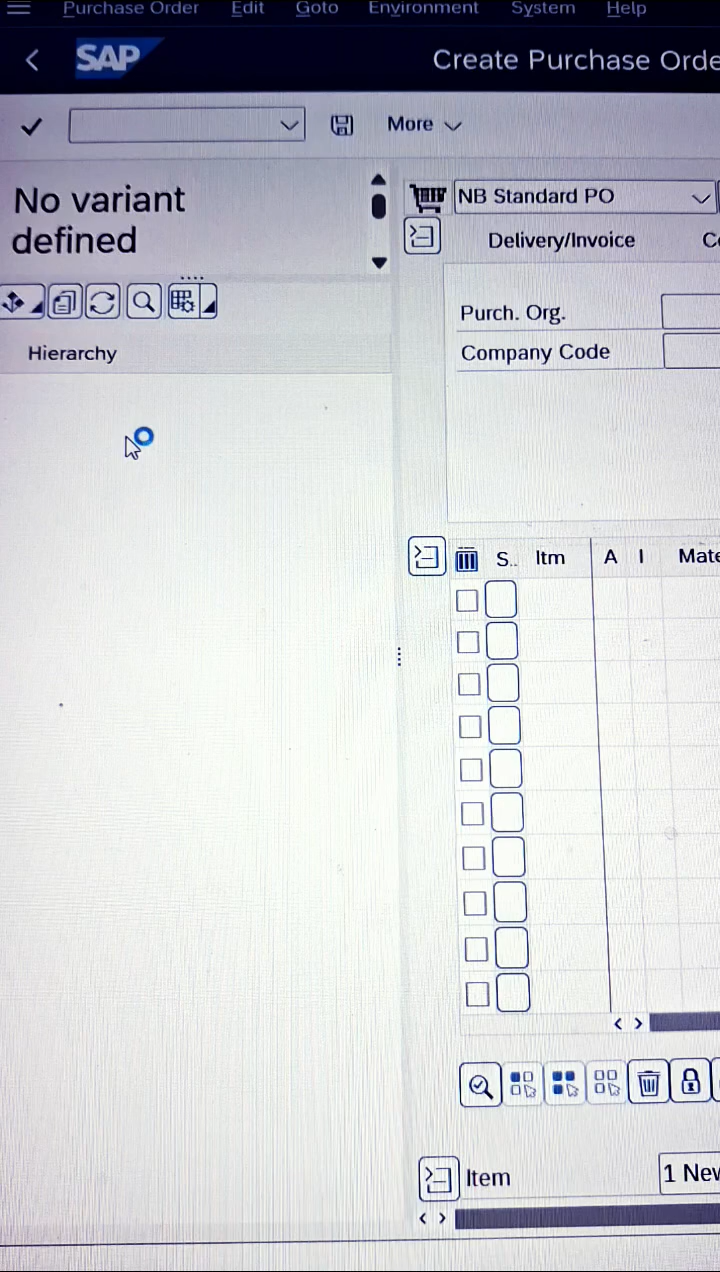 Purchase Order Edit Goto Environment System Help
SAP
Create Purchase Orde
More
No variant
defined
Hierarchy
NB Standard PO
Delivery/Invoice
Purch. Org.
Company Code
S.. Itm A I Mate
Item
1 New